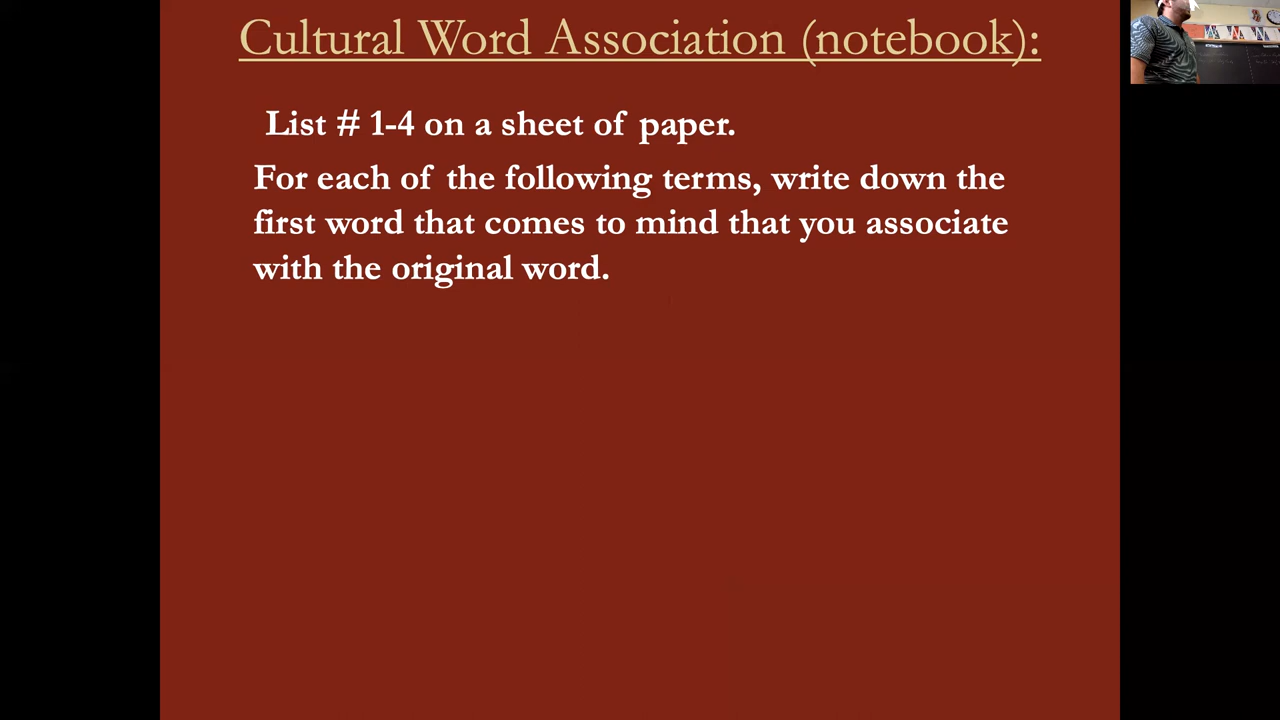 Cultural Word Association (notebook):
List # 1-4 on a sheet of paper.
For each of the following terms, write down the
first word that comes to mind that you associate
with the original word.